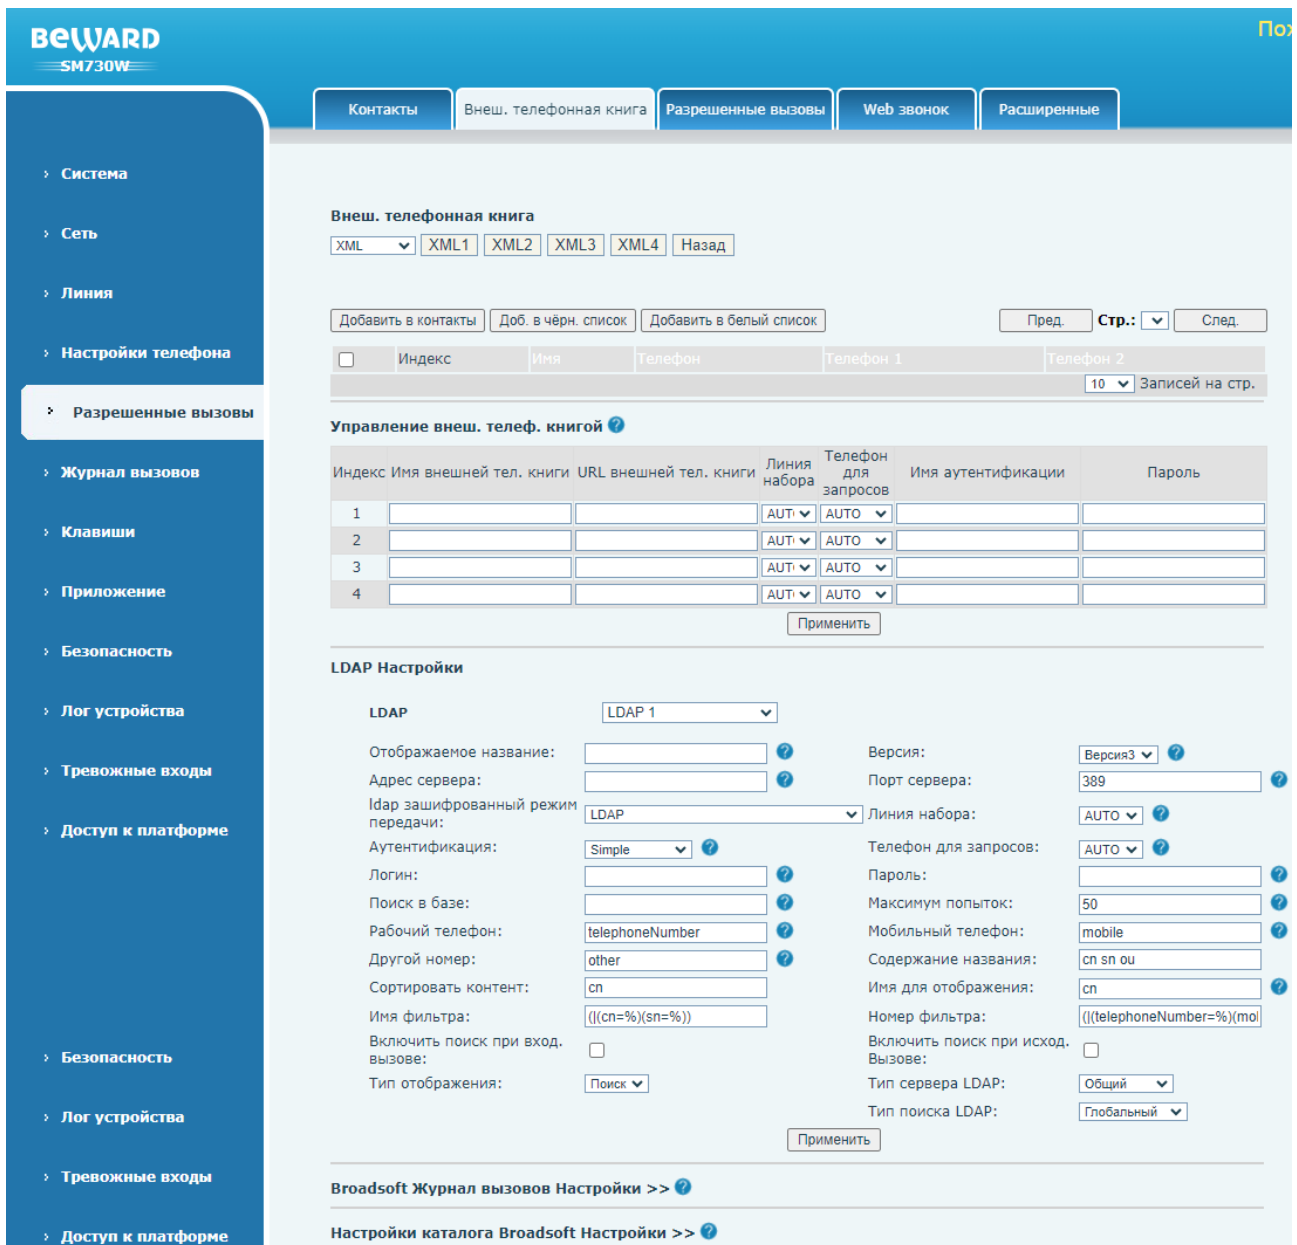 BEWARD
SM730W
Пох
Контакты Внеш. телефонная книга Разрешенные вызовы Web звонок Расширенные
Система
Сеть
Линия
Настройки телефона
Разрешенные вызовы
Журнал вызовов
Клавиши
Приложение
Безопасность
Лог устройства
Тревожные входы
Доступ к платформе
Безопасность
Лог устройства
Тревожные входы
Доступ к платформе
Внеш. телефонная книга
XML XML1 XML2 XML3 XML4 Назад
Добавить в контакты Доб. в чёрн. список Добавить в белый список Пред. Стр.: След.
Индекс Имя Телефон Телефон 1 Телефон 2
10 Записей на стр.
Управление внеш. телеф. книгой ?
Индекс Имя внешней тел. книги URL внешней тел. книги Линия набора Телефон для запросов Имя аутентификации Пароль
1 AUT AUTO
2 AUT AUTO
3 AUT AUTO
4 AUT AUTO
Применить
LDAP Настройки
LDAP LDAP 1
Отображаемое название: ? Версия: Версия3 ?
Адрес сервера: ? Порт сервера: 389 ?
ldap зашифрованный режим передачи: LDAP Линия набора: AUTO ?
Аутентификация: Simple ? Телефон для запросов: AUTO ?
Логин: ? Пароль: ?
Поиск в базе: ? Максимум попыток: 50 ?
Рабочий телефон: telephoneNumber ? Мобильный телефон: mobile ?
Другой номер: other ? Содержание названия: cn sn ou
Сортировать контент: cn Имя для отображения: cn ?
Имя фильтра: (|(cn=%)(sn=%)) Номер фильтра: (|(telephoneNumber=%)(mol
Включить поиск при вход. вызове: Включить поиск при исход. Вызове:
Тип отображения: Поиск Тип сервера LDAP: Общий
Тип поиска LDAP: Глобальный
Применить
Broadsoft Журнал вызовов Настройки >> ?
Настройки каталога Broadsoft Настройки >> ?